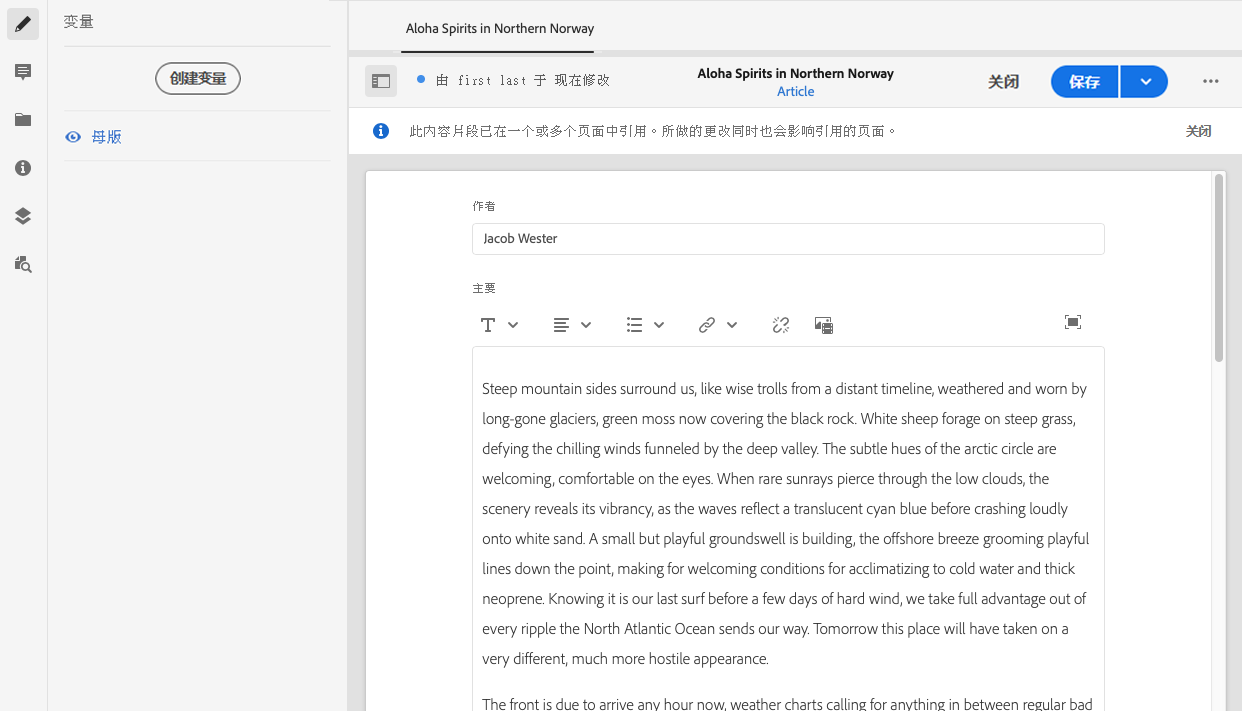 变量
创建变量
母版
Aloha Spirits in Northern Norway
由 first last 于 现在修改
Aloha Spirits in Northern Norway
Article
关闭
保存
此内容片段已在一个或多个页面中引用。所做的更改同时也会影响引用的页面。
关闭
作者
Jacob Wester
主要
Steep mountain sides surround us, like wise trolls from a distant timeline, weathered and worn by
long-gone glaciers, green moss now covering the black rock. White sheep forage on steep grass,
defying the chilling winds funneled by the deep valley. The subtle hues of the arctic circle are
welcoming, comfortable on the eyes. When rare sunrays pierce through the low clouds, the
scenery reveals its vibrancy, as the waves reflect a translucent cyan blue before crashing loudly
onto white sand. A small but playful groundswell is building, the offshore breeze grooming playful
lines down the point, making for welcoming conditions for acclimatizing to cold water and thick
neoprene. Knowing it is our last surf before a few days of hard wind, we take full advantage out of
every ripple the North Atlantic Ocean sends our way. Tomorrow this place will have taken on a
very different, much more hostile appearance.
The front is due to arrive any hour now, weather charts calling for anything in between regular bad